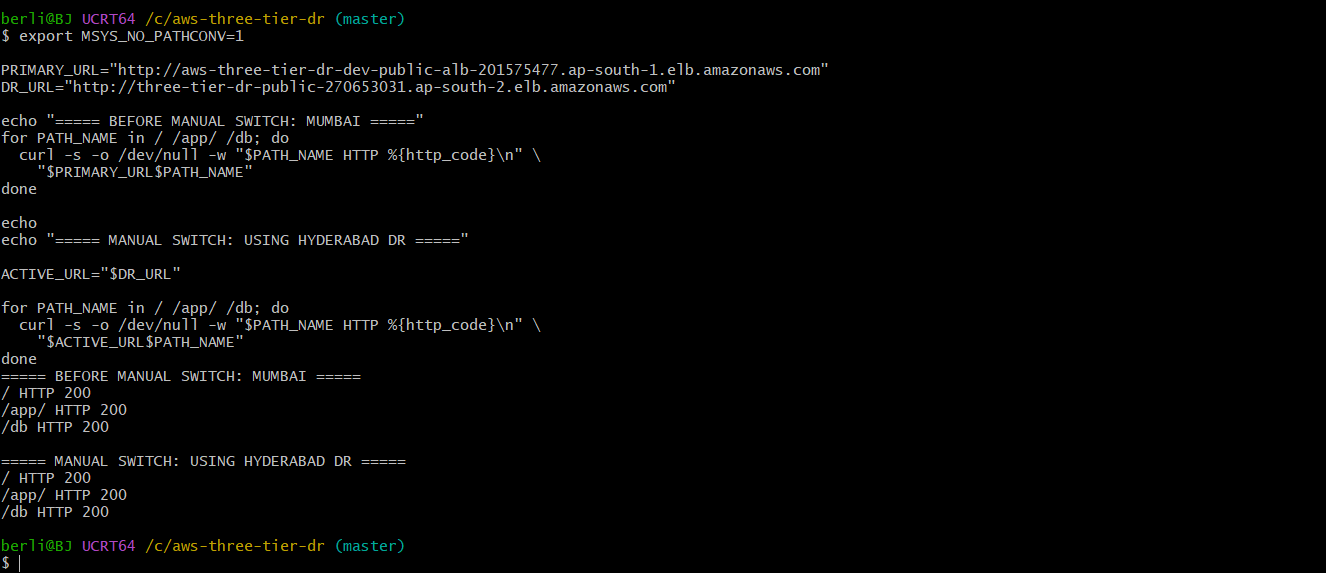 berli@BJ UCRT64 /c/aws-three-tier-dr (master)
$ export MSYS_NO_PATHCONV=1
PRIMARY_URL="http://aws-three-tier-dr-dev-public-alb-201575477.ap-south-1.elb.amazonaws.com"
DR_URL="http://three-tier-dr-public-270653031.ap-south-2.elb.amazonaws.com"
echo "===== BEFORE MANUAL SWITCH: MUMBAI ====="
for PATH_NAME in / /app/ /db; do
  curl -s -o /dev/null -w "$PATH_NAME HTTP %{http_code}\n" \
    "$PRIMARY_URL$PATH_NAME"
done
echo
echo "===== MANUAL SWITCH: USING HYDERABAD DR ====="
ACTIVE_URL="$DR_URL"
for PATH_NAME in / /app/ /db; do
  curl -s -o /dev/null -w "$PATH_NAME HTTP %{http_code}\n" \
    "$ACTIVE_URL$PATH_NAME"
done
===== BEFORE MANUAL SWITCH: MUMBAI =====
/ HTTP 200
/app/ HTTP 200
/db HTTP 200
===== MANUAL SWITCH: USING HYDERABAD DR =====
/ HTTP 200
/app/ HTTP 200
/db HTTP 200
berli@BJ UCRT64 /c/aws-three-tier-dr (master)
$